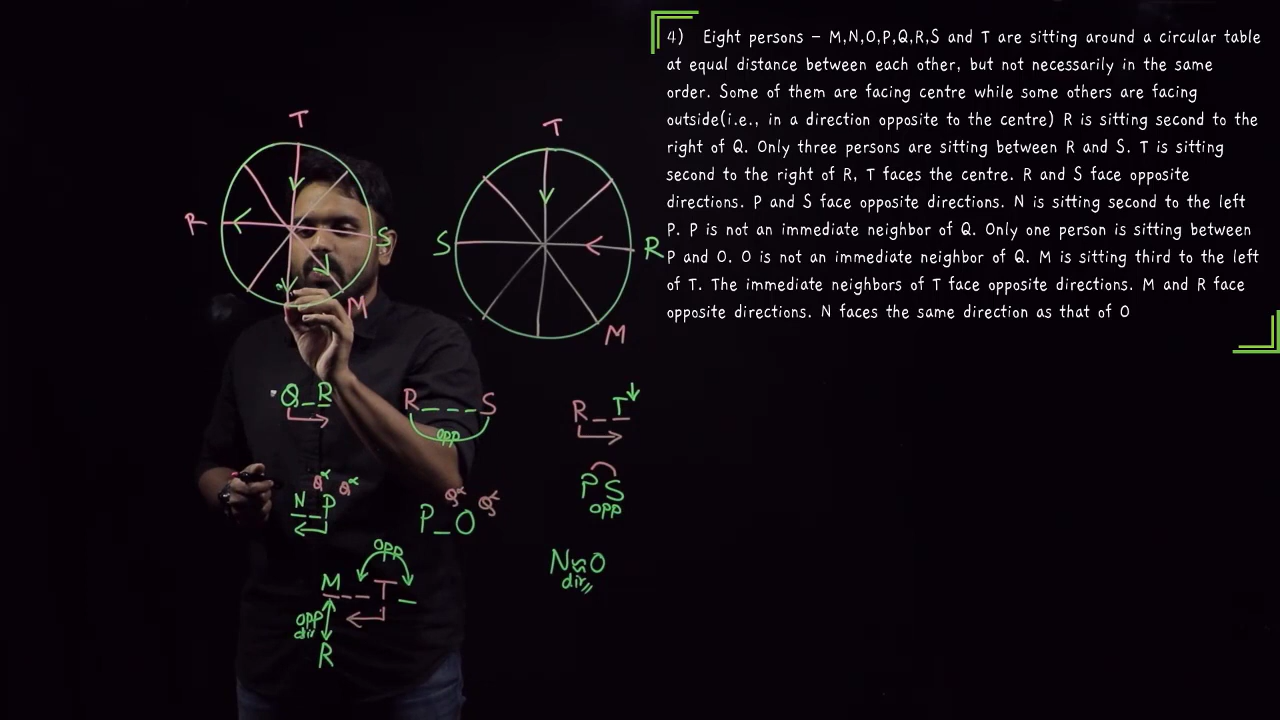 4) Eight persons – M,N,O,P,Q,R,S and T are sitting around a circular table
at equal distance between each other, but not necessarily in the same
order. Some of them are facing centre while some others are facing
outside(i.e., in a direction opposite to the centre) R is sitting second to the
right of Q. Only three persons are sitting between R and S. T is sitting
second to the right of R, T faces the centre. R and S face opposite
directions. P and S face opposite directions. N is sitting second to the left
P. P is not an immediate neighbor of Q. Only one person is sitting between
P and O. O is not an immediate neighbor of Q. M is sitting third to the left
of T. The immediate neighbors of T face opposite directions. M and R face
opposite directions. N faces the same direction as that of O
T
R
S
M
T
S
R
M
Q _ R
R _ _ _ S
opp
R _ T
N _ P
Q Q
P _ O
Q Q
P S
opp
opp
M _ _ T _
opp
dir
R
N O
dir